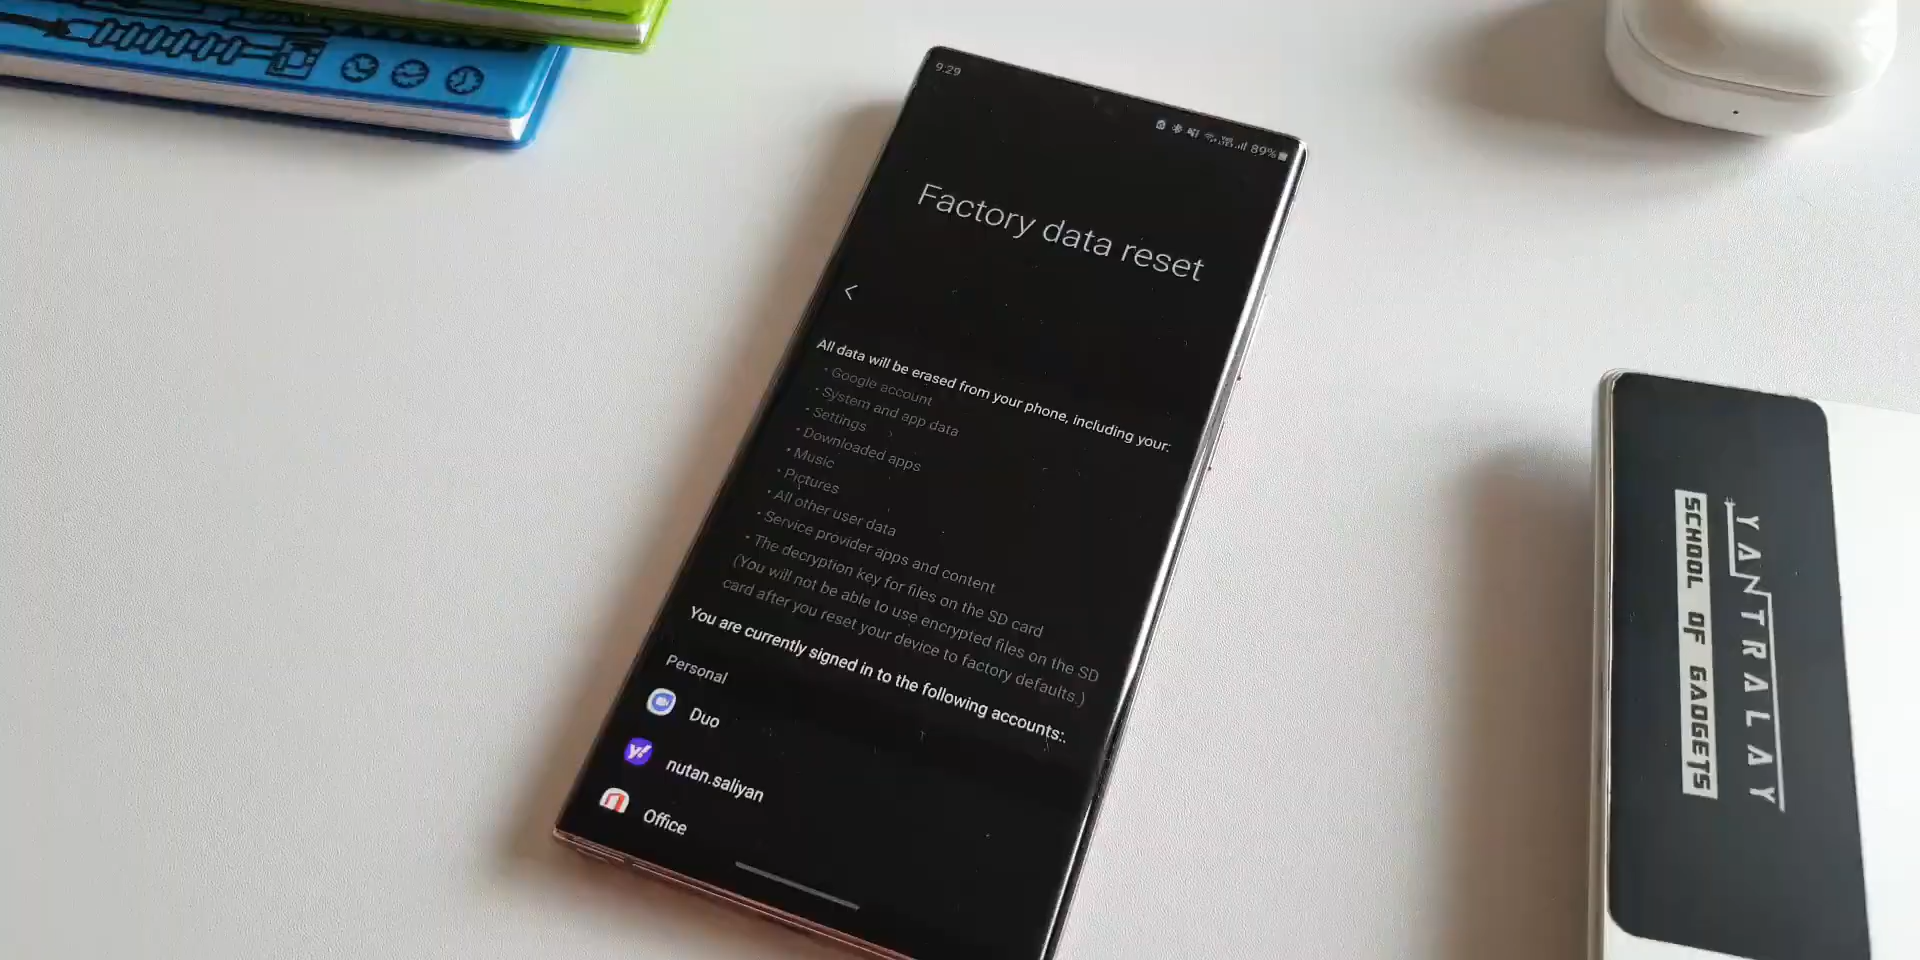 9:29
89%
Factory data reset
All data will be erased from your phone, including your:
• Google account
• System and app data
• Settings
• Downloaded apps
• Music
• Pictures
• All other user data
• Service provider apps and content
• The decryption key for files on the SD card
(You will not be able to use encrypted files on the SD
card after you reset your device to factory defaults.)
You are currently signed in to the following accounts:.
Personal
Duo
nutan.saliyan
Office
YANTRALAY
SCHOOL OF GADGETS